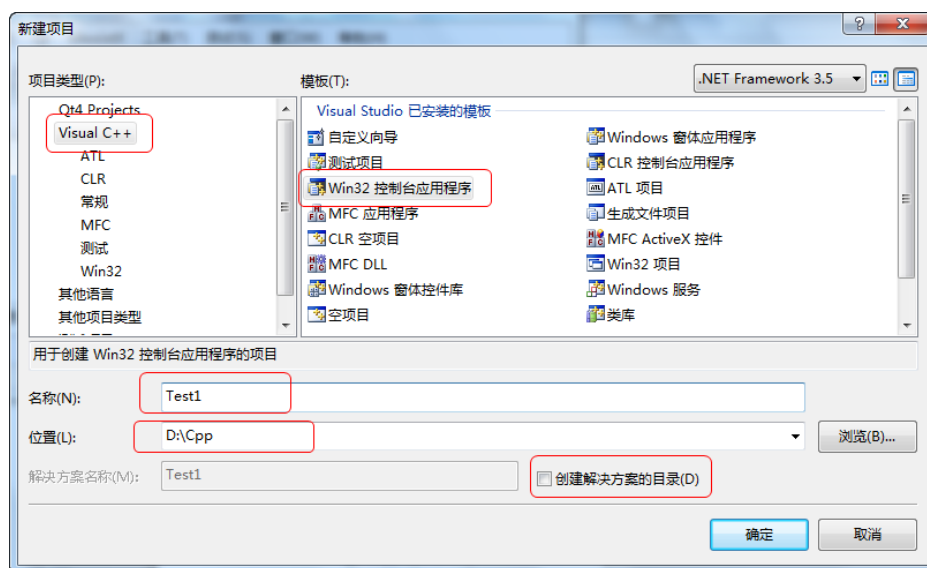 新建项目
项目类型(P):
模板(T):
.NET Framework 3.5
Qt4 Projects
Visual C++
ATL
CLR
常规
MFC
测试
Win32
其他语言
其他项目类型
Visual Studio 已安装的模板
自定义向导
Windows 窗体应用程序
测试项目
CLR 控制台应用程序
Win32 控制台应用程序
ATL 项目
MFC 应用程序
生成文件项目
CLR 空项目
MFC ActiveX 控件
MFC DLL
Win32 项目
Windows 窗体控件库
Windows 服务
空项目
类库
用于创建 Win32 控制台应用程序的项目
名称(N):
Test1
位置(L):
D:\Cpp
浏览(B)...
解决方案名称(M):
Test1
创建解决方案的目录(D)
确定
取消